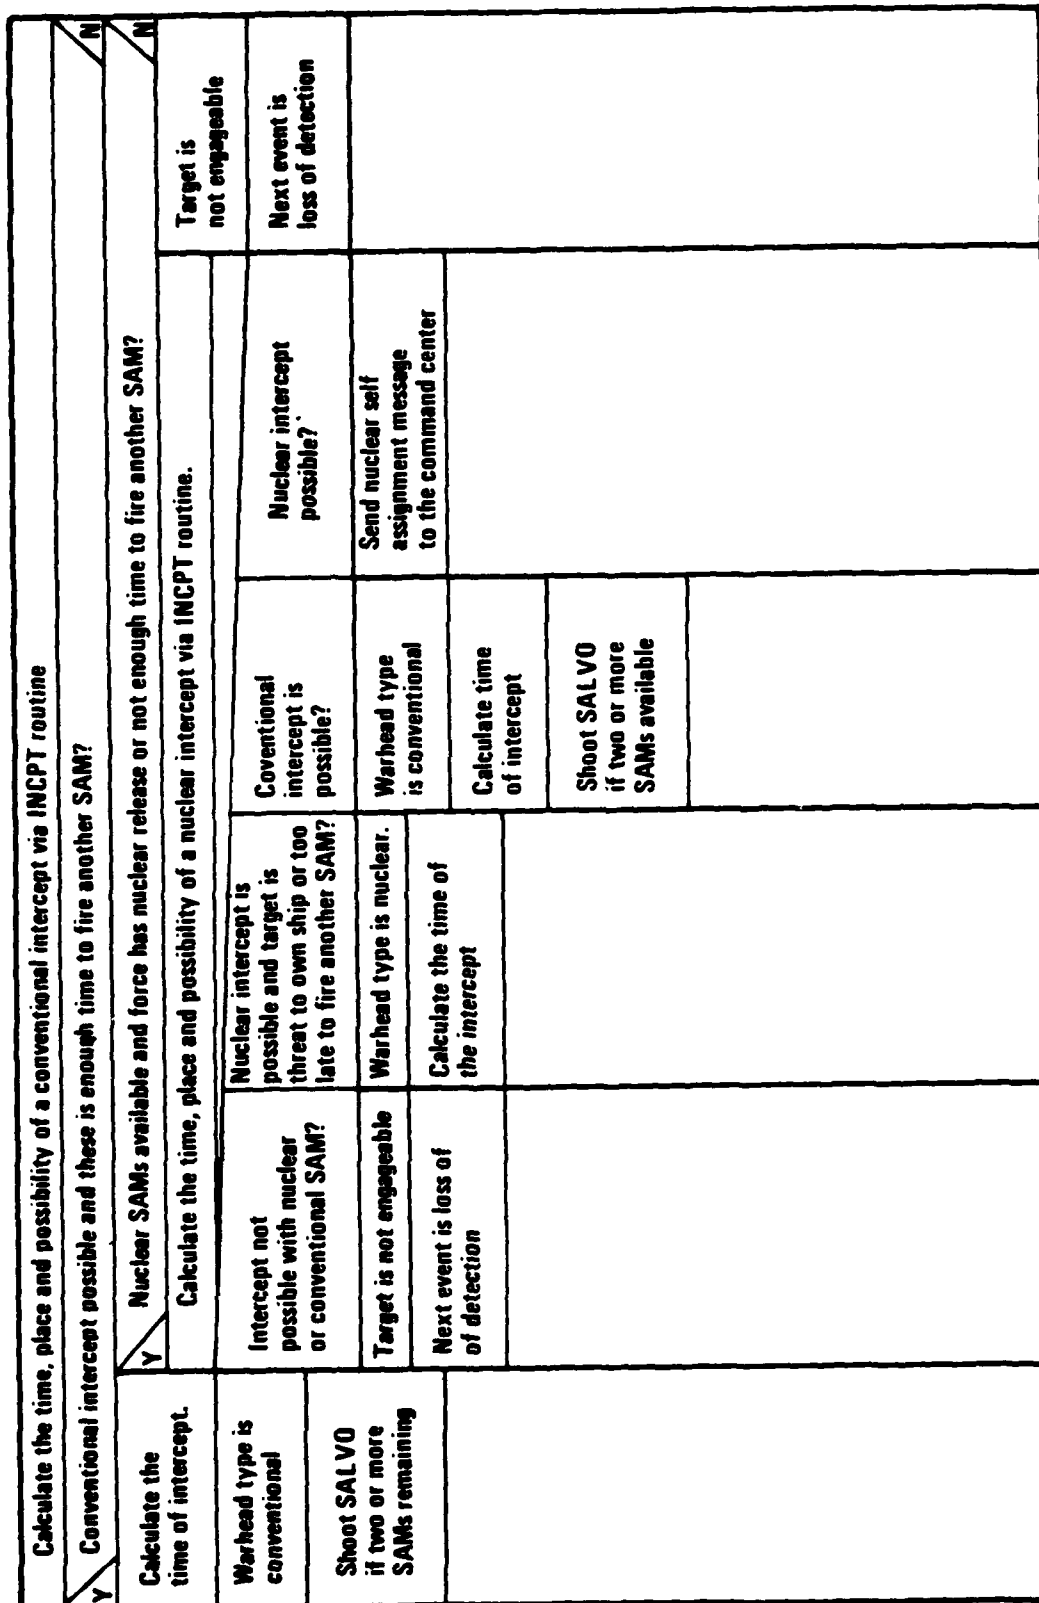 Calculate the time, place and possibility of a conventional intercept via INCPT routine
Y
Conventional intercept possible and these is enough time to fire another SAM?
N
Calculate the
time of intercept.
Warhead type is
conventional
Shoot SALVO
if two or more
SAMs remaining
Y
Nuclear SAMs available and force has nuclear release or not enough time to fire another SAM?
N
Calculate the time, place and possibility of a nuclear intercept via INCPT routine.
Intercept not
possible with nuclear
or conventional SAM?
Target is not engageable
Next event is loss of
of detection
Nuclear intercept is
possible and target is
threat to own ship or too
late to fire another SAM?
Warhead type is nuclear.
Calculate the time of
the intercept
Coventional
intercept is
possible?
Warhead type
is conventional
Calculate time
of intercept
Shoot SALVO
if two or more
SAMs available
Nuclear intercept
possible?
Send nuclear self
assignment message
to the command center
Target is
not engageable
Next event is
loss of detection